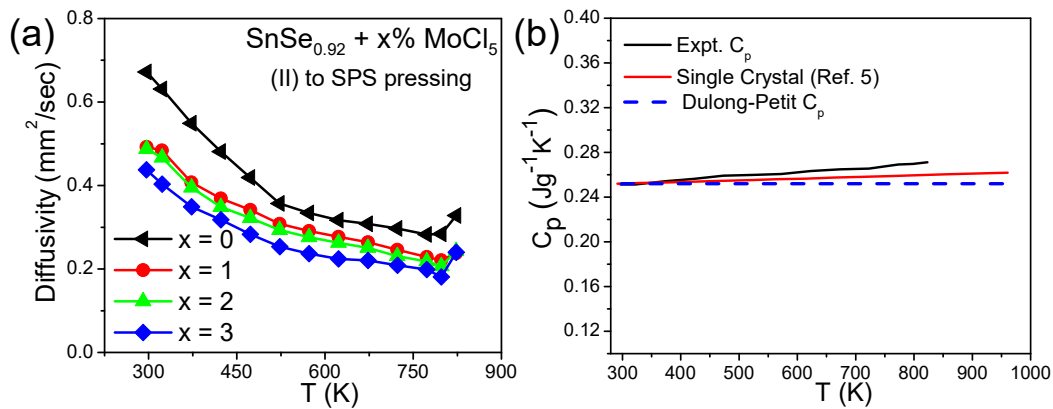 (a)
SnSe0.92 + x% MoCl5
(II) to SPS pressing
x = 0
x = 1
x = 2
x = 3
Diffusivity (mm2/sec)
0.8
0.6
0.4
0.2
0.0
300 450 600 750 900
T (K)
(b)
Expt. Cp
Single Crystal (Ref. 5)
Dulong-Petit Cp
Cp (Jg-1K-1)
0.40
0.36
0.32
0.28
0.24
0.20
0.16
0.12
300 400 500 600 700 800 900 1000
T (K)